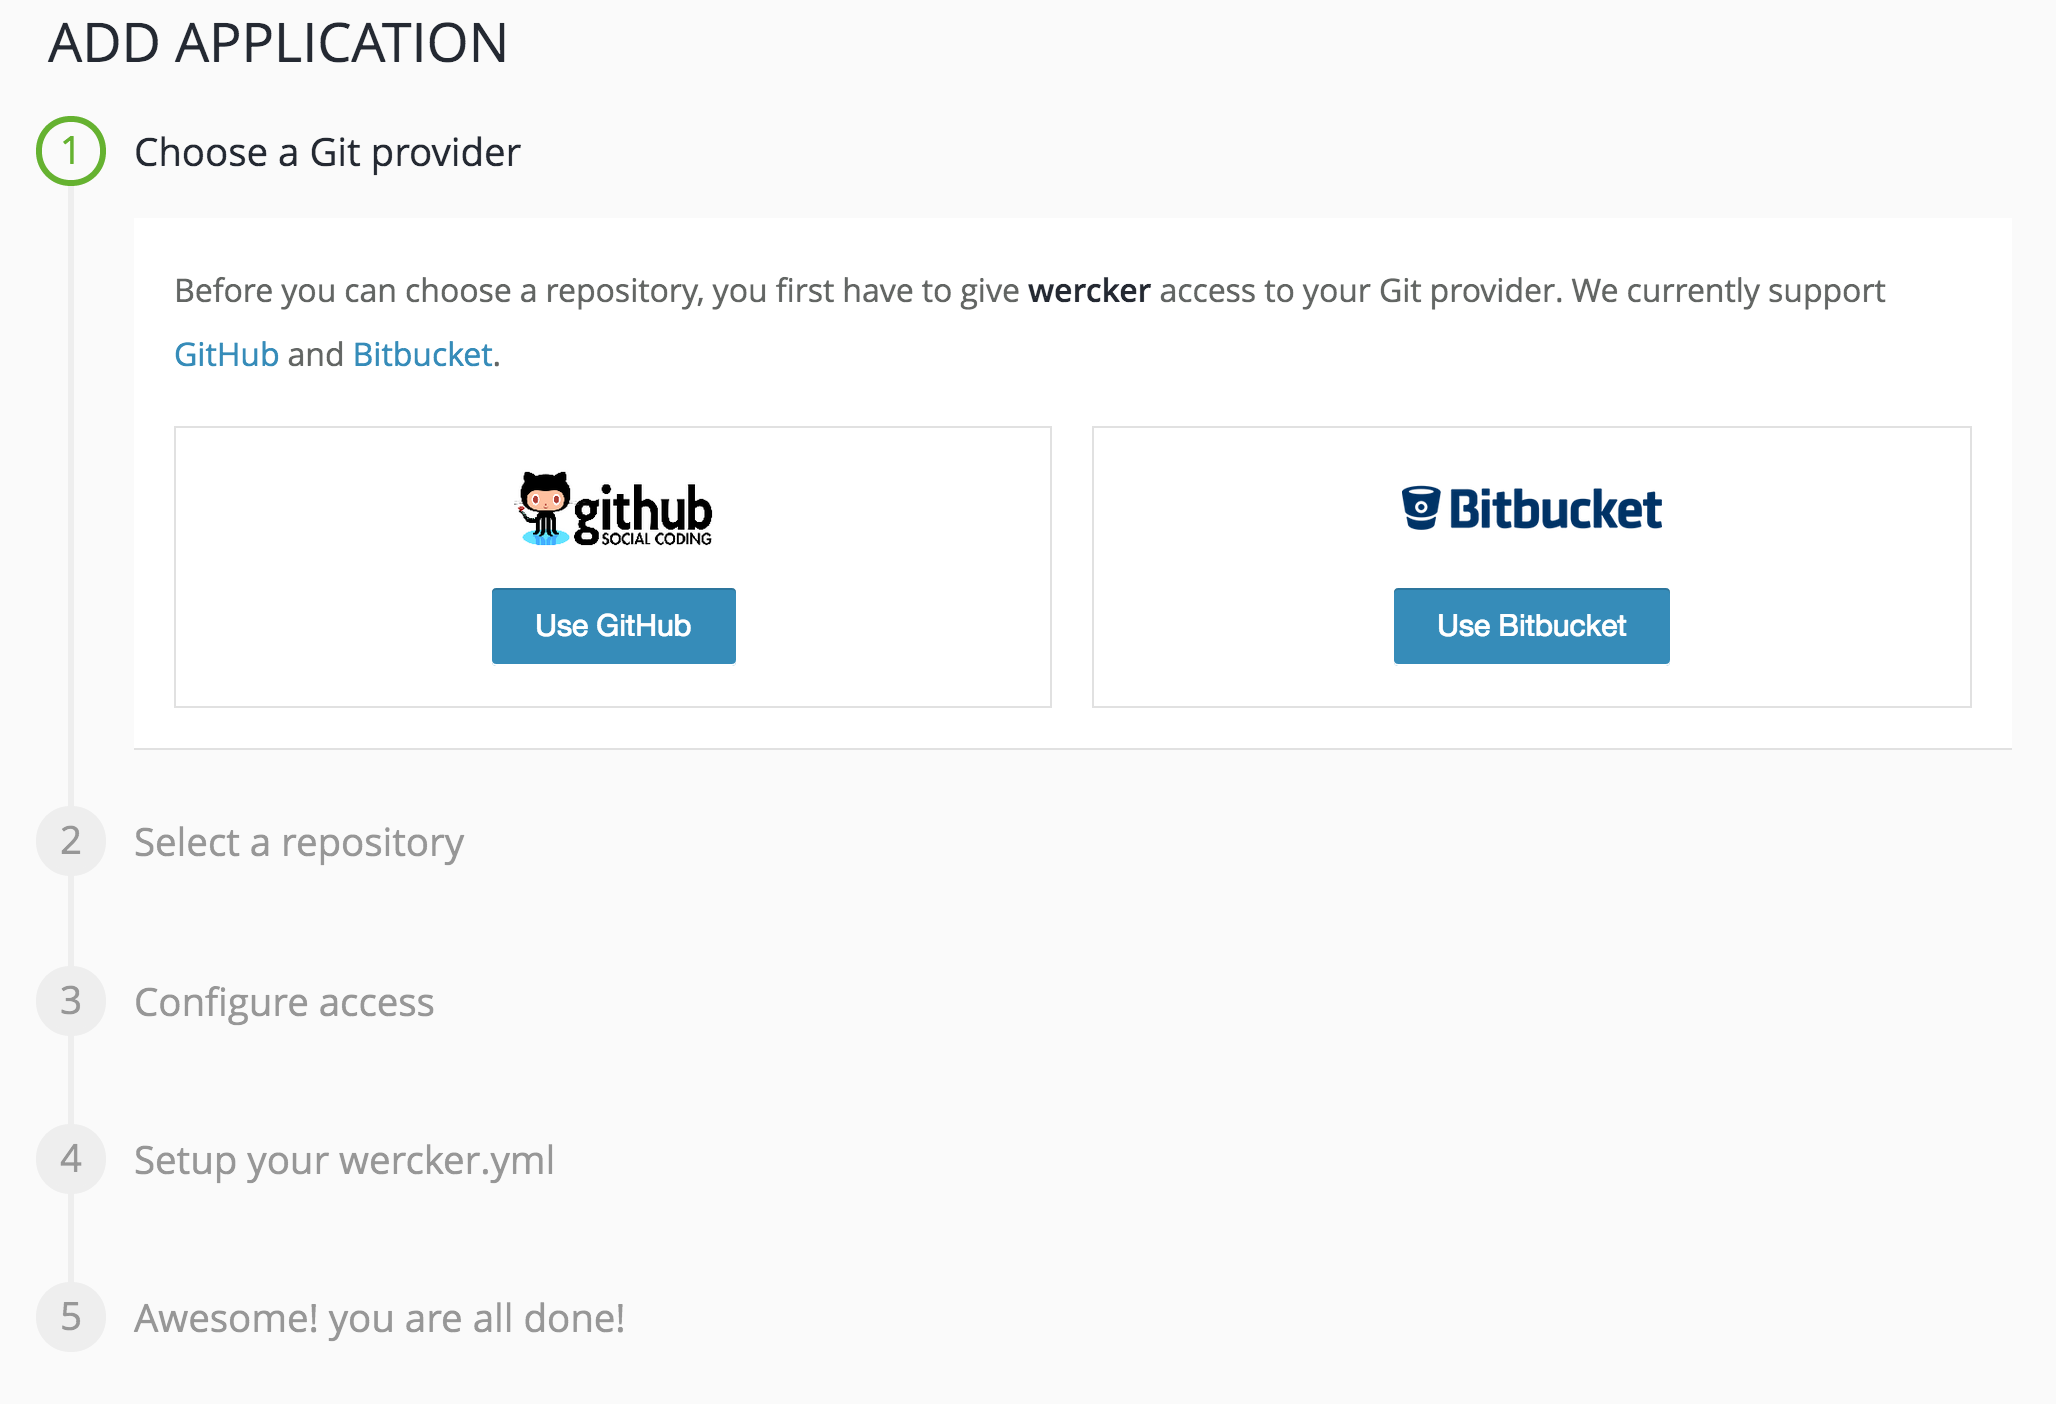 ADD APPLICATION
1 Choose a Git provider
Before you can choose a repository, you first have to give wercker access to your Git provider. We currently support
GitHub and Bitbucket.
github
SOCIAL CODING
Use GitHub
Bitbucket
Use Bitbucket
2 Select a repository
3 Configure access
4 Setup your wercker.yml
5 Awesome! you are all done!